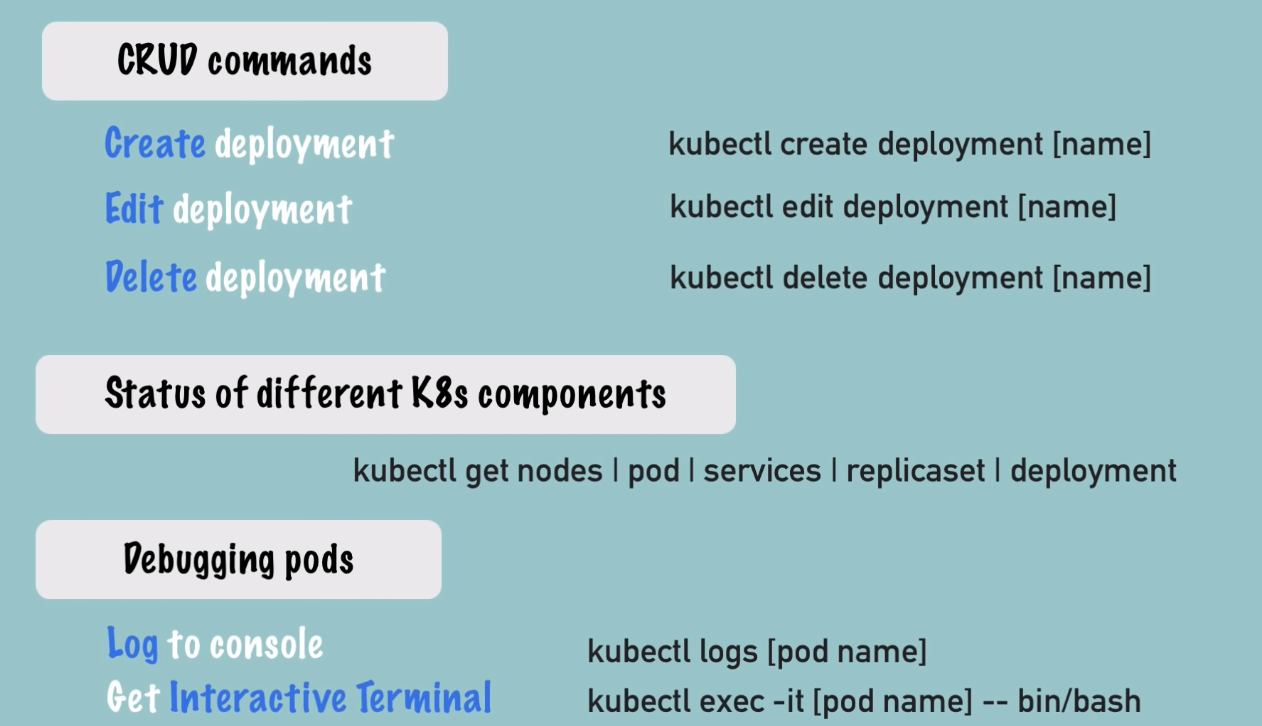 CRUD commands
Create deployment kubectl create deployment [name]
Edit deployment kubectl edit deployment [name]
Delete deployment kubectl delete deployment [name]
Status of different K8s components
kubectl get nodes | pod | services | replicaset | deployment
Debugging pods
Log to console kubectl logs [pod name]
Get Interactive Terminal kubectl exec -it [pod name] -- bin/bash